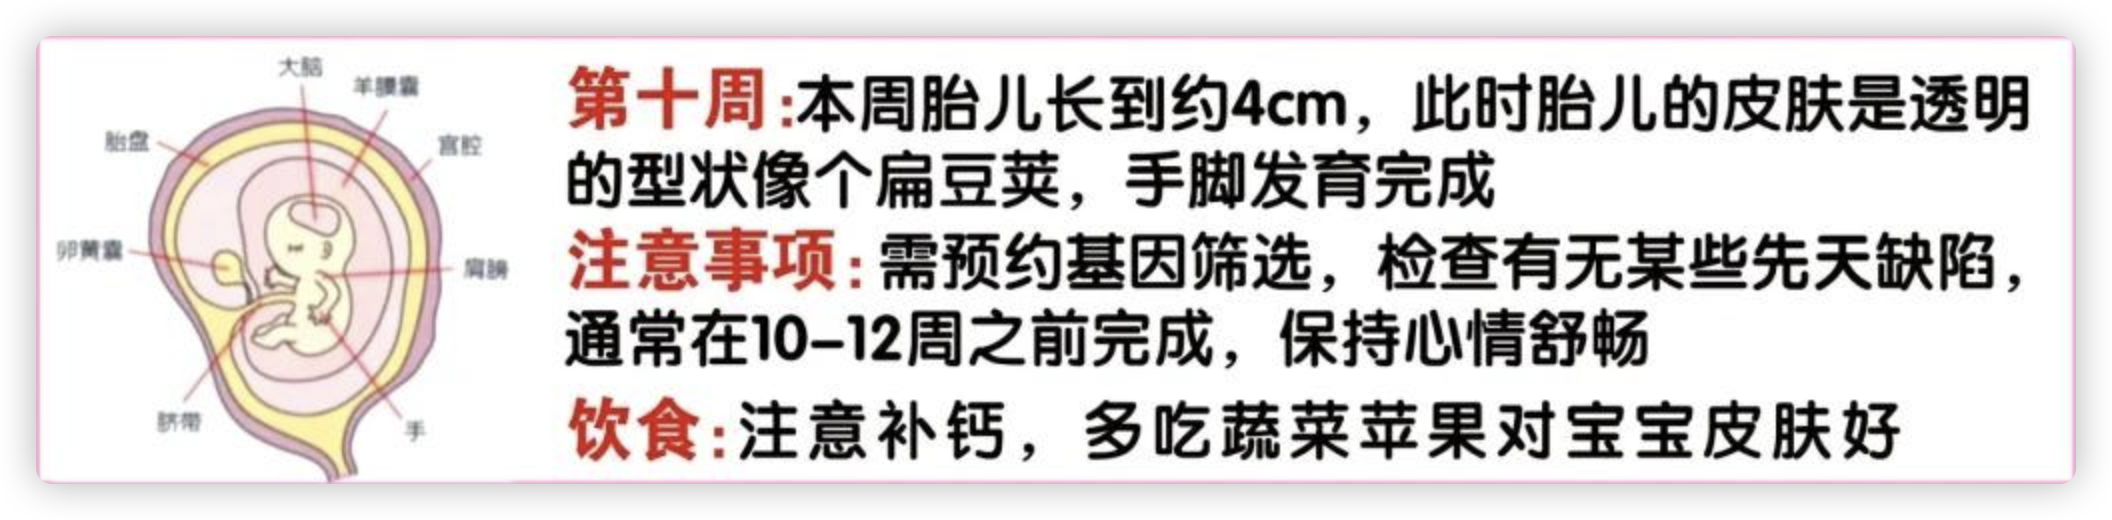 大脑
羊膜囊
胎盘
宫腔
卵黄囊
肩膀
脐带
手
第十周:本周胎儿长到约4cm，此时胎儿的皮肤是透明
的型状像个扁豆荚，手脚发育完成
注意事项:需预约基因筛选，检查有无某些先天缺陷，
通常在10-12周之前完成，保持心情舒畅
饮食:注意补钙，多吃蔬菜苹果对宝宝皮肤好